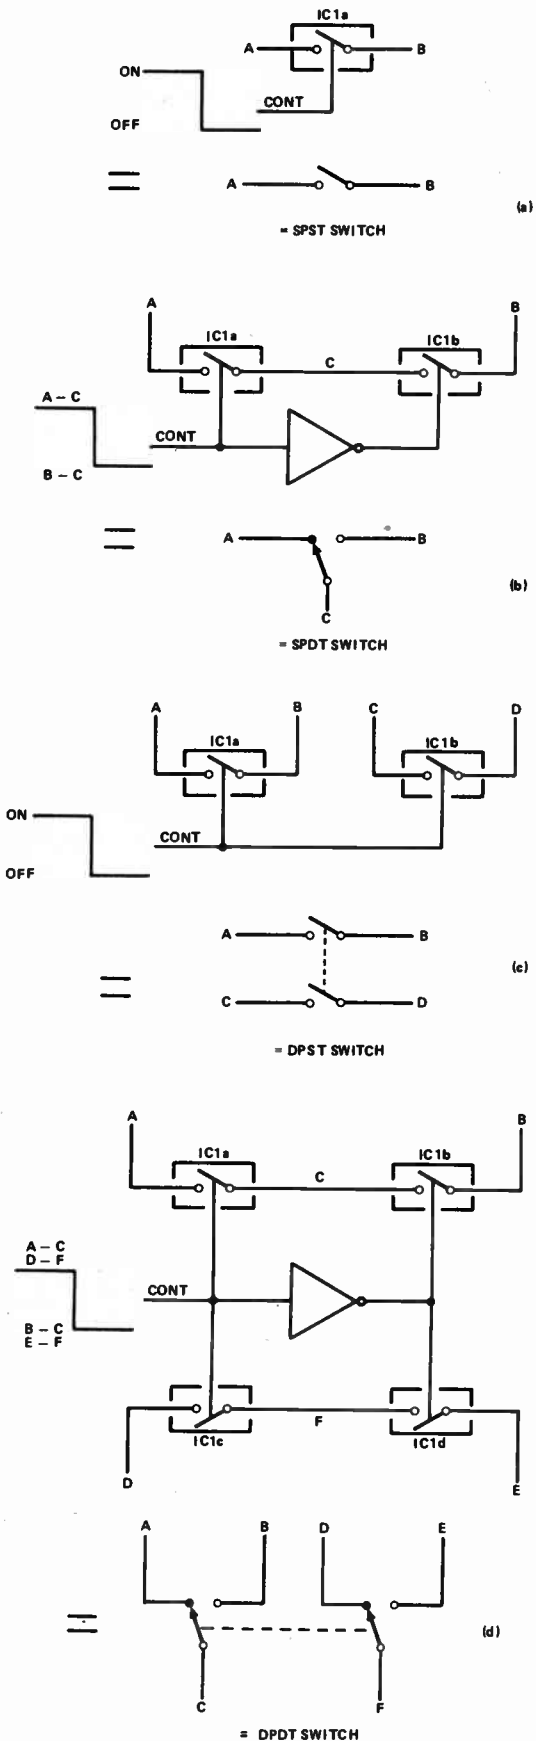 IC1a
A B
ON
CONT
OFF
A B
(a)
= SPST SWITCH
A B
IC1a IC1b
C
A – C
CONT
B – C
A B
(b)
C
= SPDT SWITCH
A B C D
IC1a IC1b
ON
CONT
OFF
A B
(c)
C D
= DPST SWITCH
A B
IC1a IC1b
C
A – C
D – F
CONT
B – C
E – F
F
IC1c IC1d
D E
A B D E
(d)
C F
= DPDT SWITCH